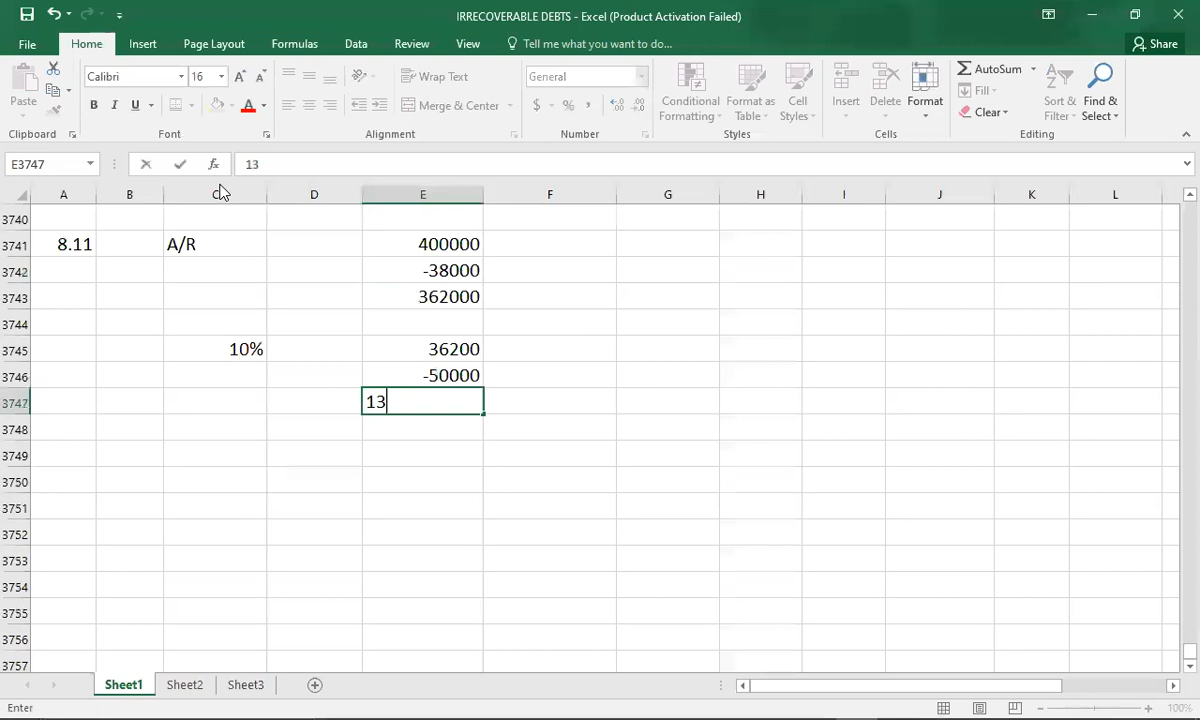 IRRECOVERABLE DEBTS - Excel (Product Activation Failed)
File Home Insert Page Layout Formulas Data Review View Tell me what you want to do... Share
Calibri 16 Wrap Text General AutoSum
Paste Merge & Center $ % , Conditional Formatting Format as Table Cell Styles Insert Delete Format Fill Clear Sort & Filter Find & Select
B I U A
Clipboard Font Alignment Number Styles Cells Editing
E3747 fx 13
A B C D E F G H I J K L
3740
3741 8.11 A/R 400000
3742 -38000
3743 362000
3744
3745 10% 36200
3746 -50000
3747 13
3748
3749
3750
3751
3752
3753
3754
3755
3756
3757
Sheet1 Sheet2 Sheet3
Enter 100%